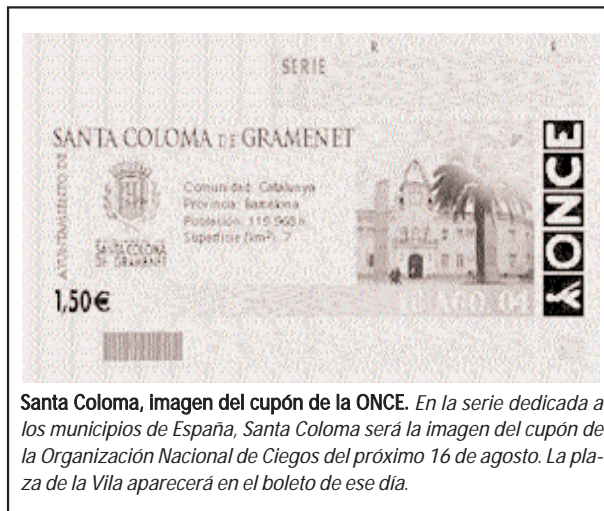 R R
SERIE
SANTA COLOMA DE GRAMENET
AYUNTAMIENTO DE
Comunidad: Catalunya
Provincia: Barcelona
Población: 119.968 h.
Superficie (km²): 7
SANTA COLOMA
DE GRAMENET
1,50 €
16 AGO. 04
ONCE
Santa Coloma, imagen del cupón de la ONCE. En la serie dedicada a
los municipios de España, Santa Coloma será la imagen del cupón de
la Organización Nacional de Ciegos del próximo 16 de agosto. La pla-
za de la Vila aparecerá en el boleto de ese día.